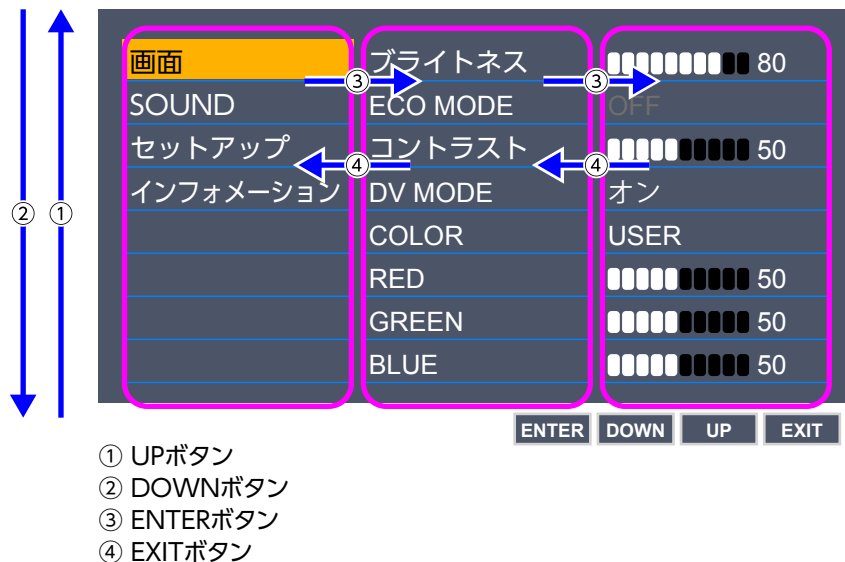 画面 ブライトネス 80
③ ③
SOUND ECO MODE OFF
セットアップ コントラスト 50
④ ④
インフォメーション DV MODE オン
② ①
COLOR USER
RED 50
GREEN 50
BLUE 50
ENTER DOWN UP EXIT
① UPボタン
② DOWNボタン
③ ENTERボタン
④ EXITボタン